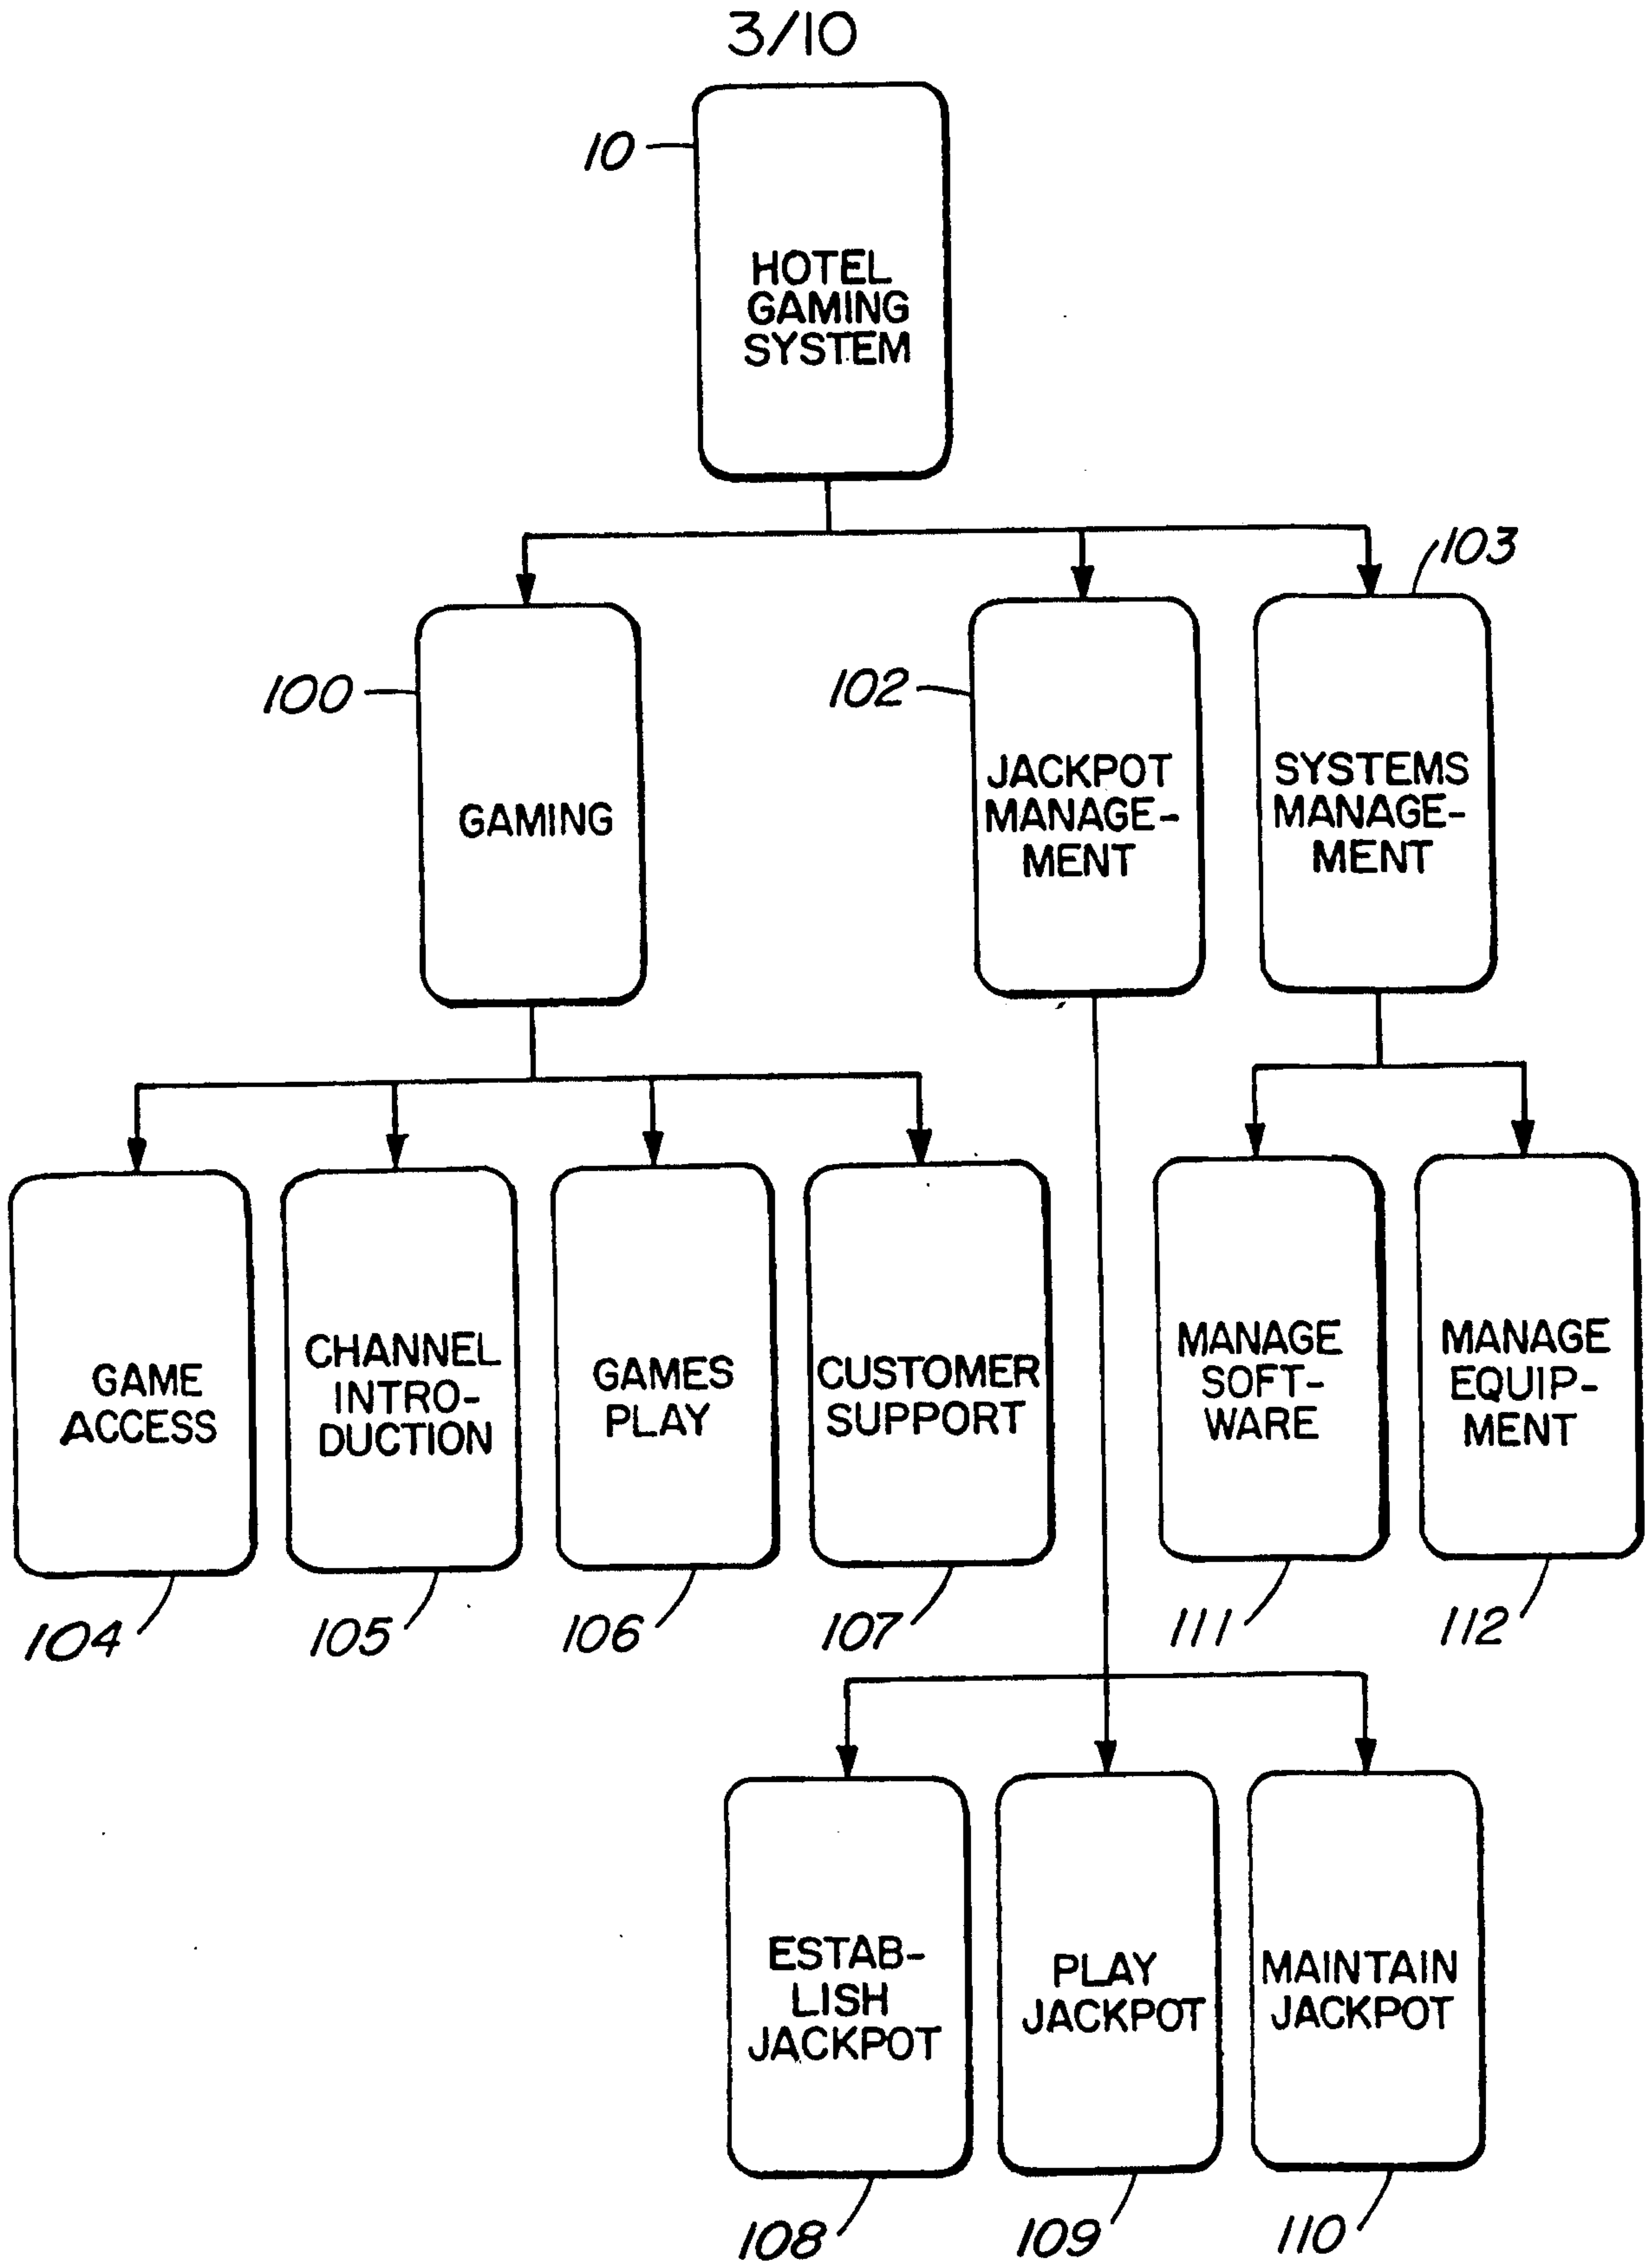 3/10
10
HOTEL
GAMING
SYSTEM
103
100
102
GAMING
JACKPOT
MANAGE-
MENT
SYSTEMS
MANAGE-
MENT
GAME
ACCESS
CHANNEL
INTRO-
DUCTION
GAMES
PLAY
CUSTOMER
SUPPORT
MANAGE
SOFT-
WARE
MANAGE
EQUIP-
MENT
104
105
106
107
111
112
ESTAB-
LISH
JACKPOT
PLAY
JACKPOT
MAINTAIN
JACKPOT
108
109
110